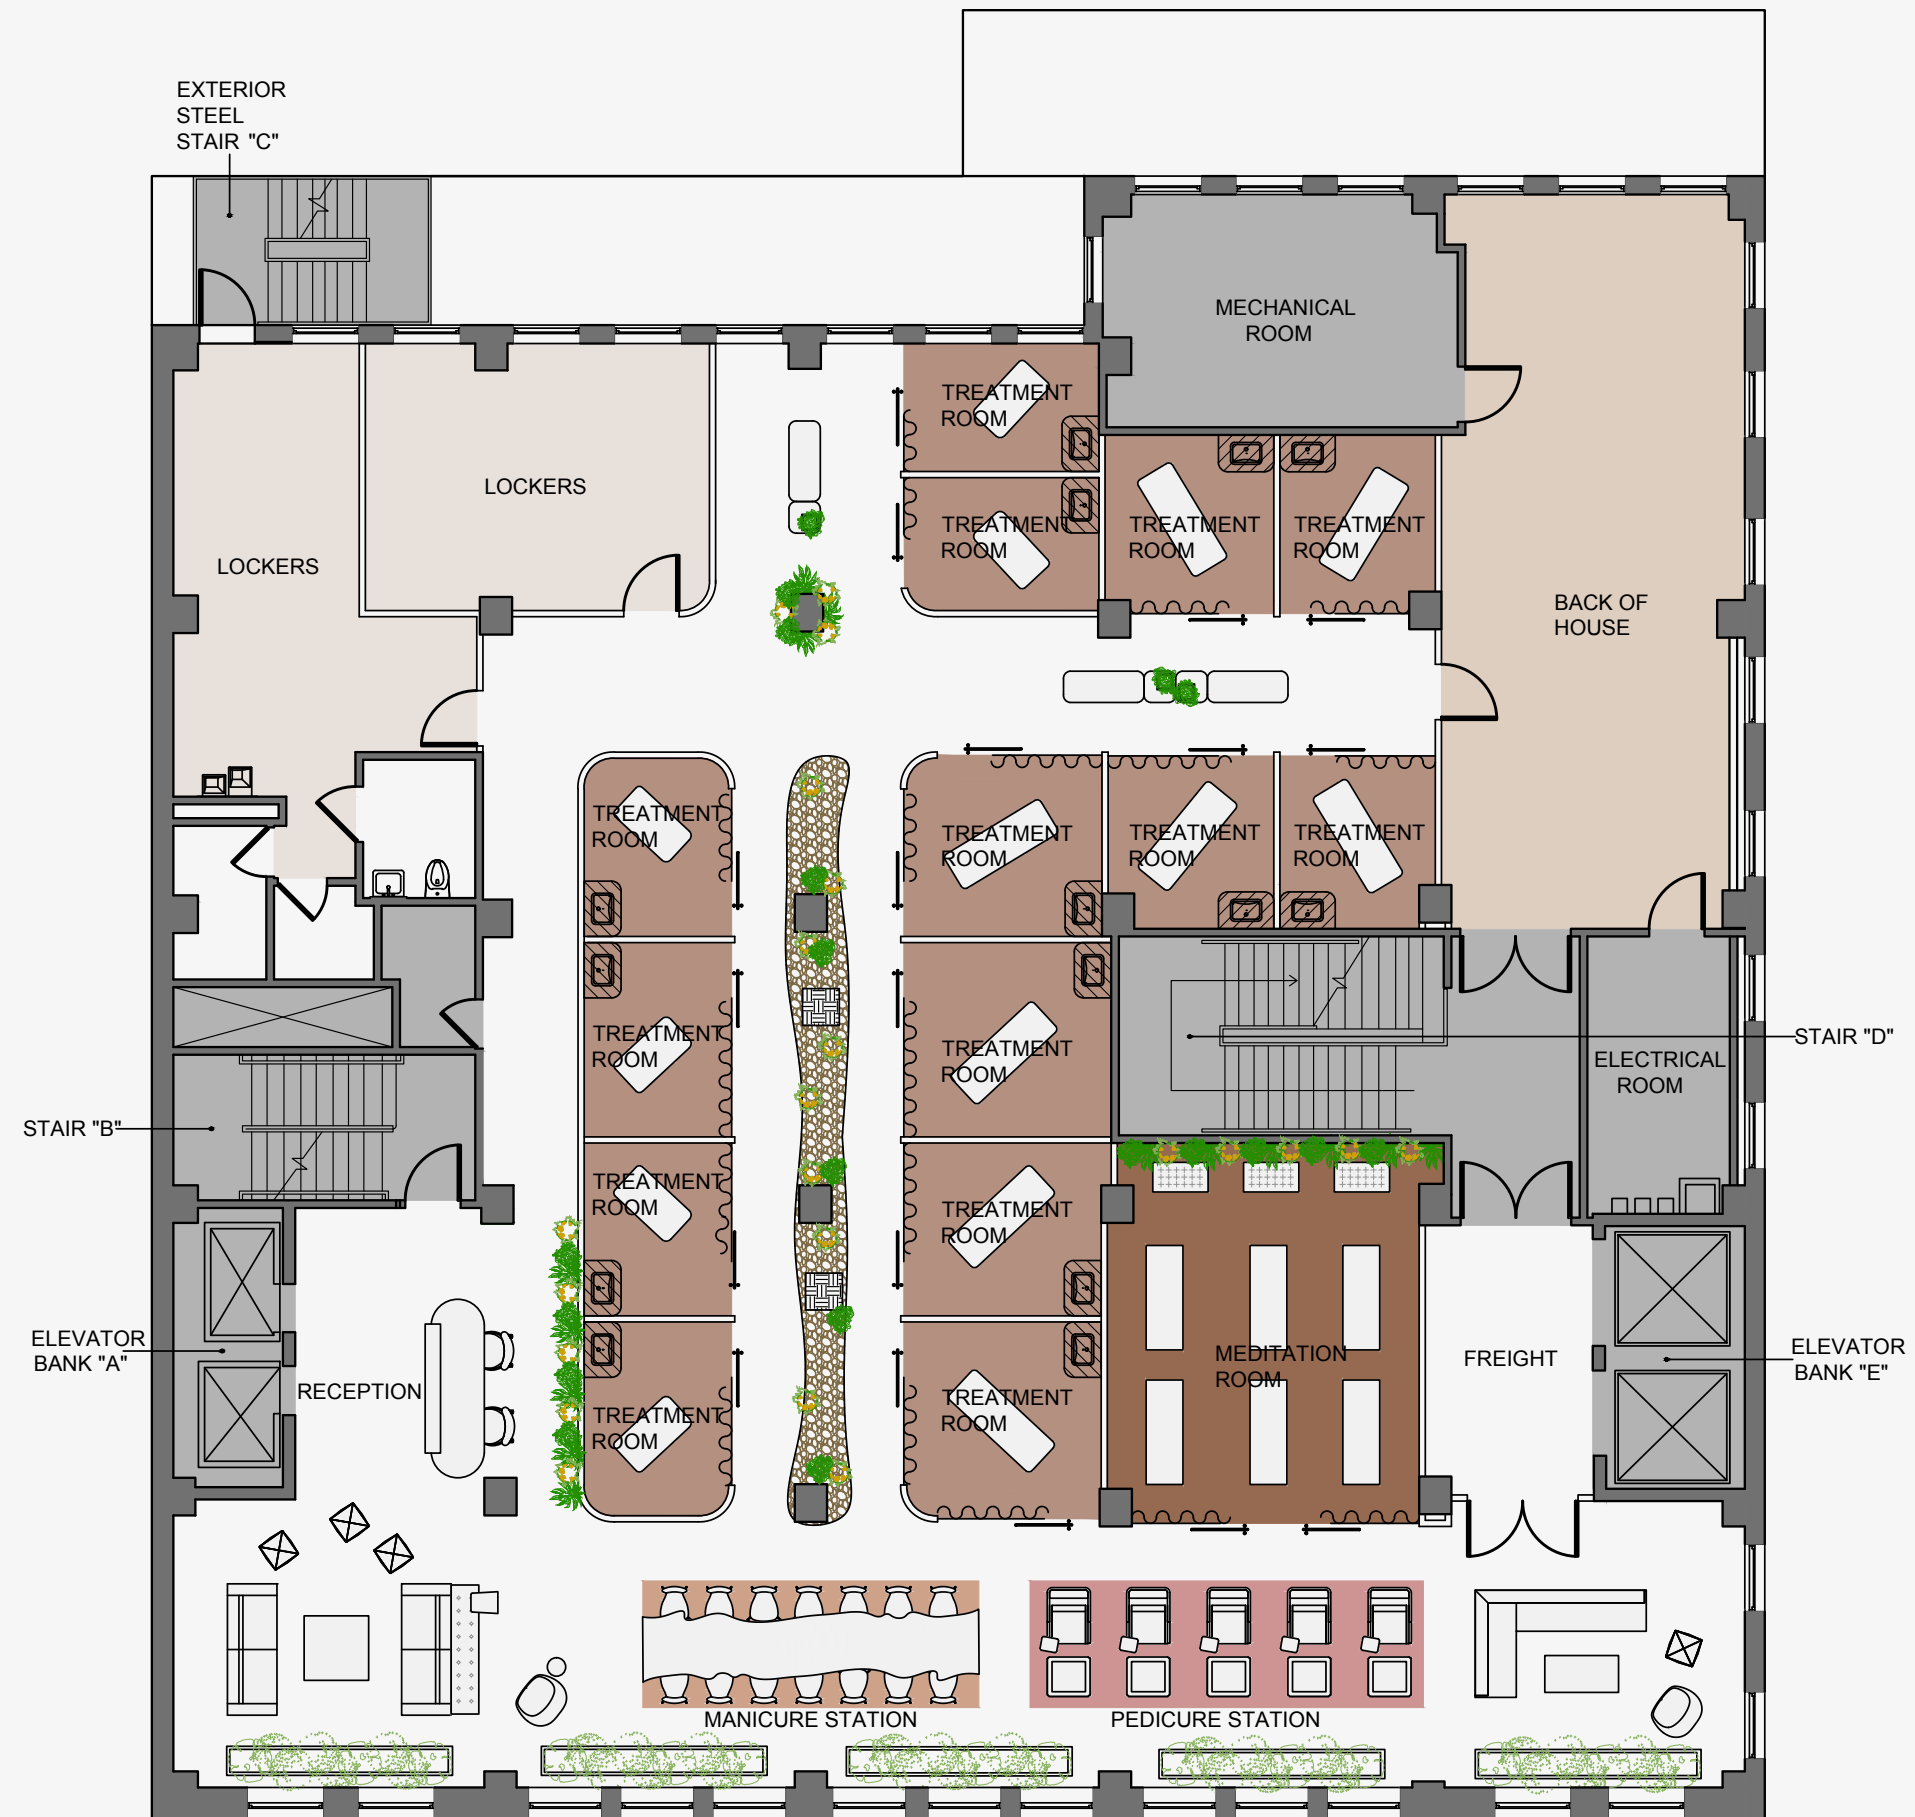 EXTERIOR
STEEL
STAIR "C"
MECHANICAL
ROOM
TREATMENT
ROOM
LOCKERS
TREATMENT
ROOM
TREATMENT
ROOM
TREATMENT
ROOM
LOCKERS
BACK OF
HOUSE
TREATMENT
ROOM
TREATMENT
ROOM
TREATMENT
ROOM
TREATMENT
ROOM
TREATMENT
ROOM
TREATMENT
ROOM
STAIR "D"
ELECTRICAL
ROOM
STAIR "B"
TREATMENT
ROOM
TREATMENT
ROOM
ELEVATOR
BANK "A"
RECEPTION
MEDITATION
ROOM
FREIGHT
ELEVATOR
BANK "E"
TREATMENT
ROOM
TREATMENT
ROOM
MANICURE STATION
PEDICURE STATION